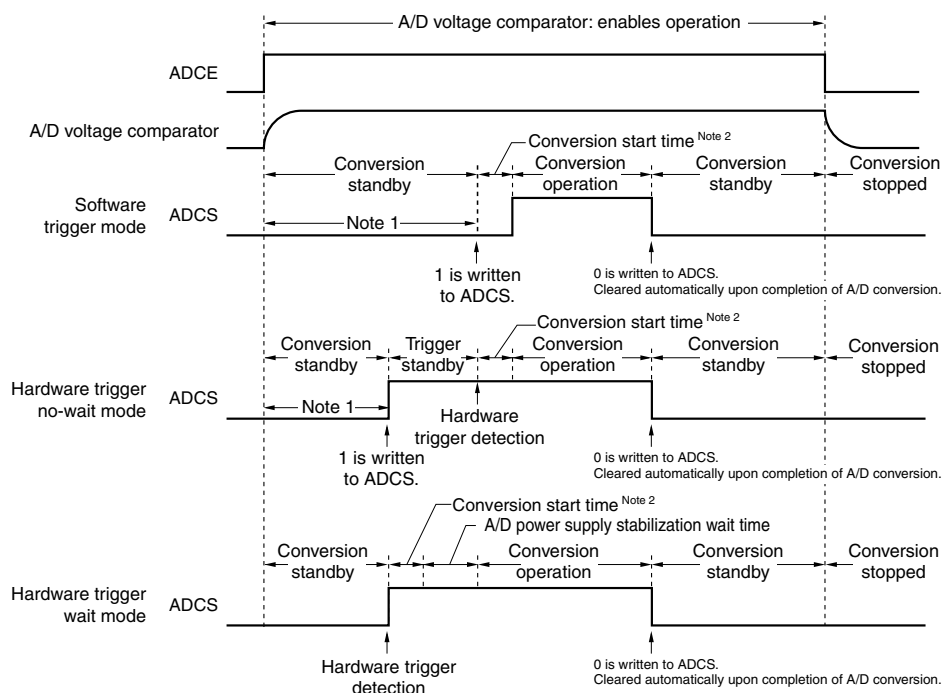 A/D voltage comparator: enables operation
ADCE
A/D voltage comparator
Conversion start time Note 2
Conversion standby
Conversion operation
Conversion standby
Conversion stopped
Software trigger mode
ADCS
Note 1
1 is written to ADCS.
0 is written to ADCS.
Cleared automatically upon completion of A/D conversion.
Conversion start time Note 2
Conversion standby
Trigger standby
Conversion operation
Conversion standby
Conversion stopped
Hardware trigger no-wait mode
ADCS
Note 1
Hardware trigger detection
1 is written to ADCS.
0 is written to ADCS.
Cleared automatically upon completion of A/D conversion.
Conversion start time Note 2
A/D power supply stabilization wait time
Conversion standby
Conversion operation
Conversion standby
Conversion stopped
Hardware trigger wait mode
ADCS
Hardware trigger detection
0 is written to ADCS.
Cleared automatically upon completion of A/D conversion.